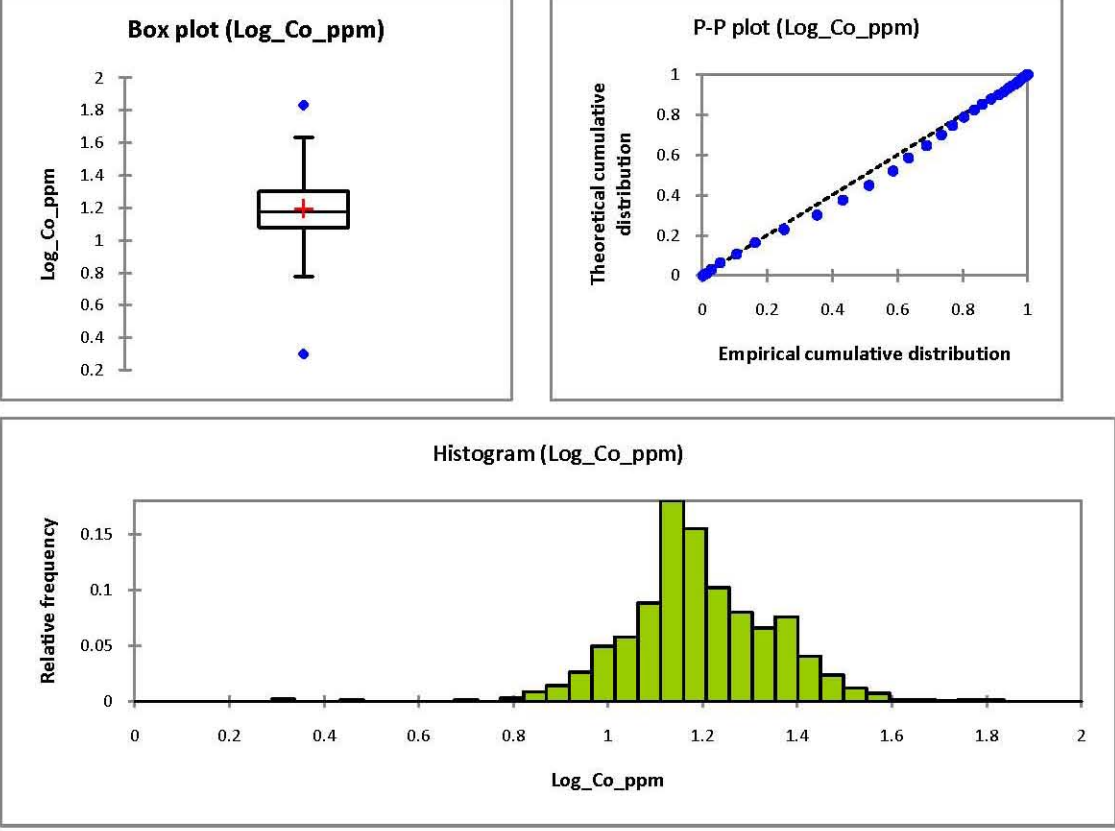 Box plot (Log_Co_ppm)
2
1.8
1.6
1.4
1.2
1
0.8
0.6
0.4
0.2
Log_Co_ppm
P-P plot (Log_Co_ppm)
Theoretical cumulative
distribution
1
0.8
0.6
0.4
0.2
0
0 0.2 0.4 0.6 0.8 1
Empirical cumulative distribution
Histogram (Log_Co_ppm)
Relative frequency
0.15
0.1
0.05
0
0 0.2 0.4 0.6 0.8 1 1.2 1.4 1.6 1.8 2
Log_Co_ppm